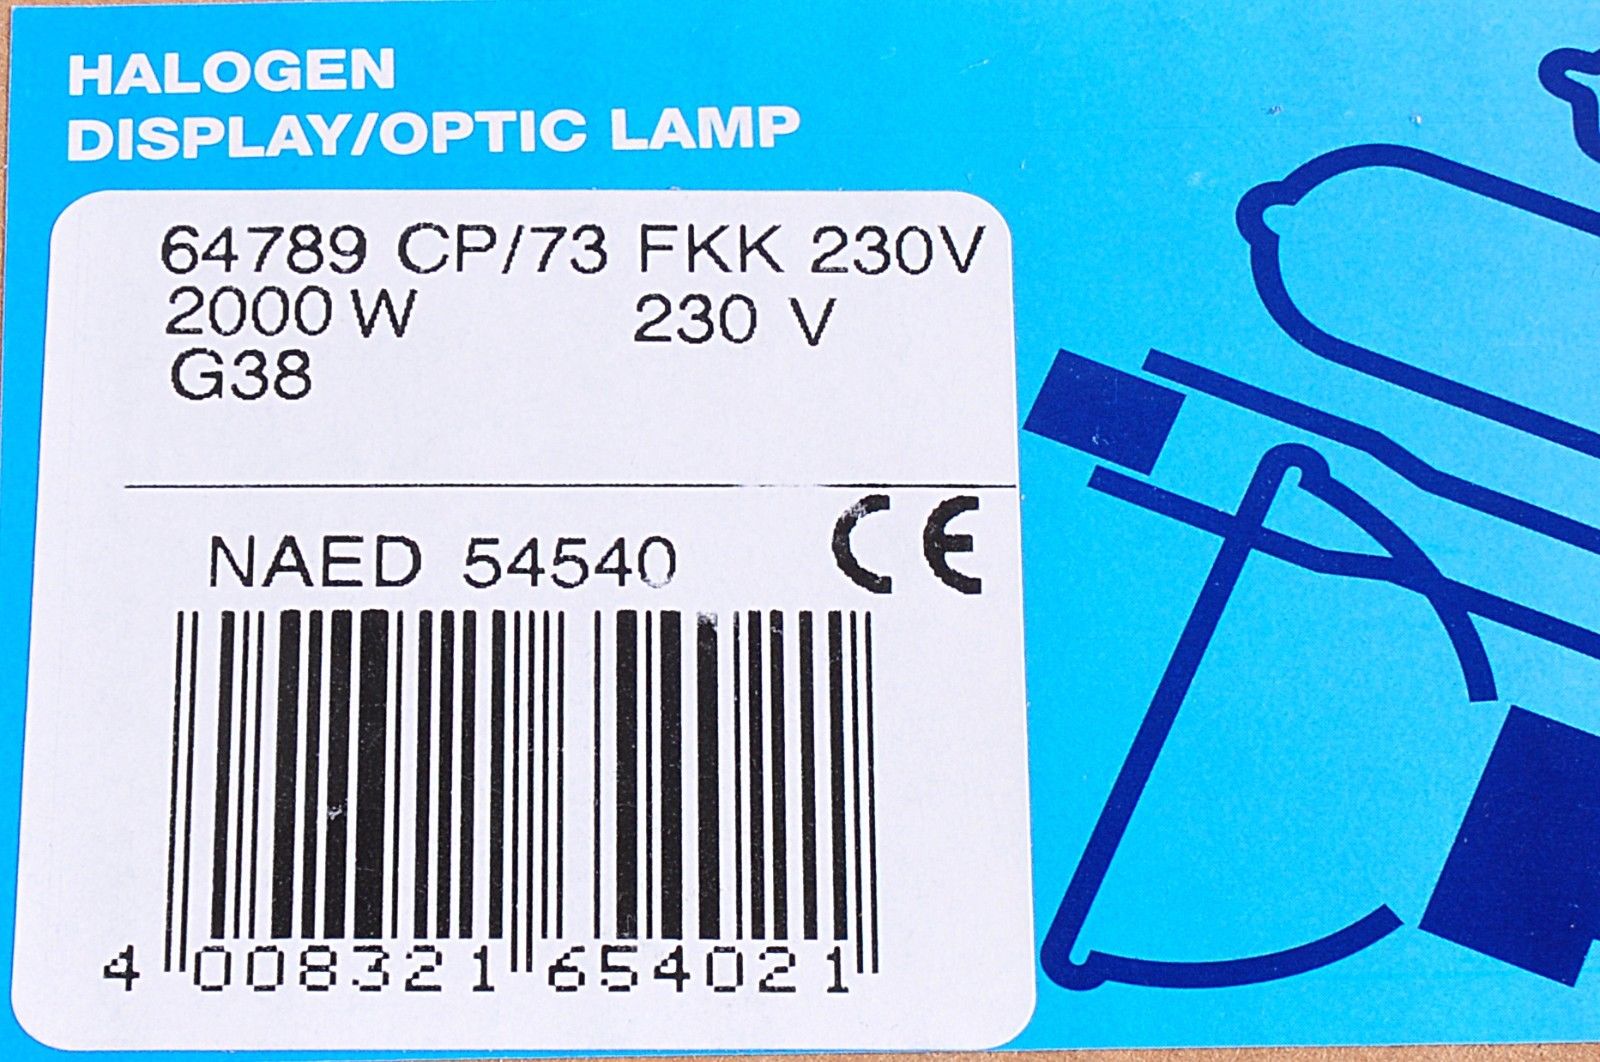 HALOGEN
DISPLAY/OPTIC LAMP
64789 CP/73 FKK 230V
2000 W 230 V
G38
CE
NAED 54540
4 008321 654021